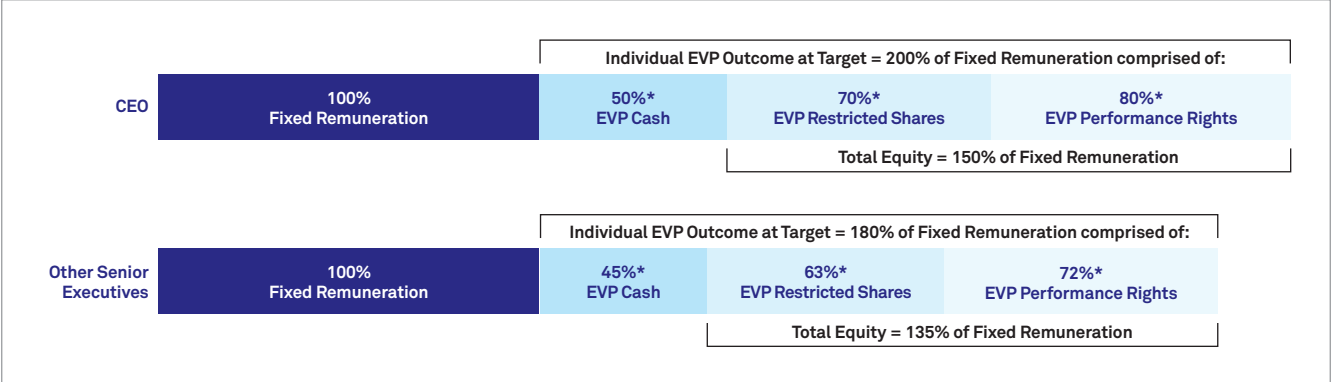 Individual EVP Outcome at Target = 200% of Fixed Remuneration comprised of:
CEO
100%
Fixed Remuneration
50%*
EVP Cash
70%*
EVP Restricted Shares
80%*
EVP Performance Rights
Total Equity = 150% of Fixed Remuneration
Individual EVP Outcome at Target = 180% of Fixed Remuneration comprised of:
Other Senior
Executives
100%
Fixed Remuneration
45%*
EVP Cash
63%*
EVP Restricted Shares
72%*
EVP Performance Rights
Total Equity = 135% of Fixed Remuneration